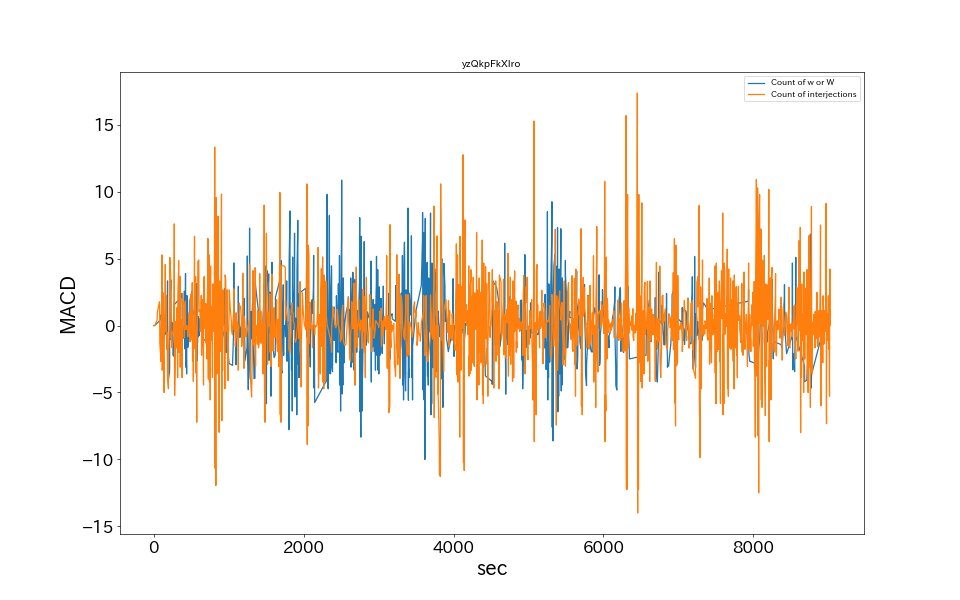 yzQkpFkXIro
Count of w or W
Count of interjections
MACD
15
10
5
0
−5
−10
−15
0
2000
4000
6000
8000
sec